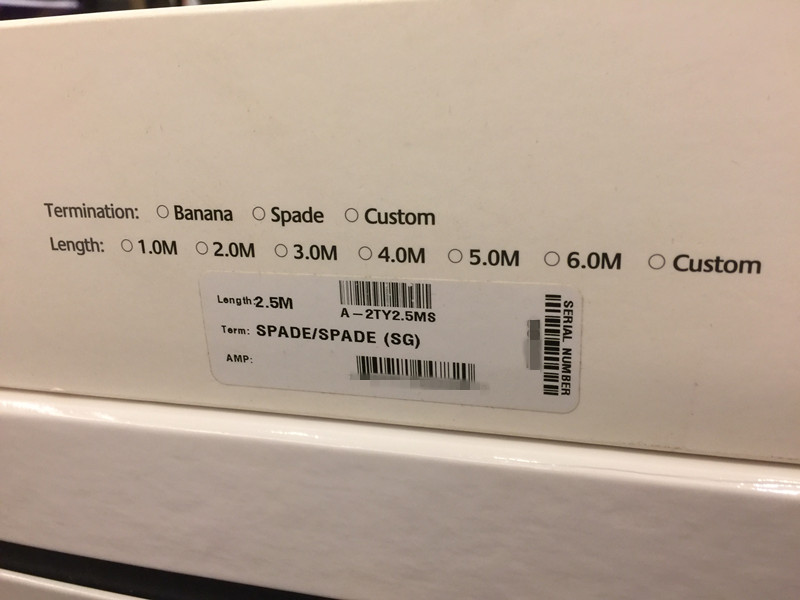 Termination: ○ Banana ○ Spade ○ Custom
Length: ○ 1.0M ○ 2.0M ○ 3.0M ○ 4.0M ○ 5.0M ○ 6.0M ○ Custom
Length: 2.5M
A-2TY2.5MS
Term: SPADE/SPADE (SG)
AMP:
SERIAL NUMBER